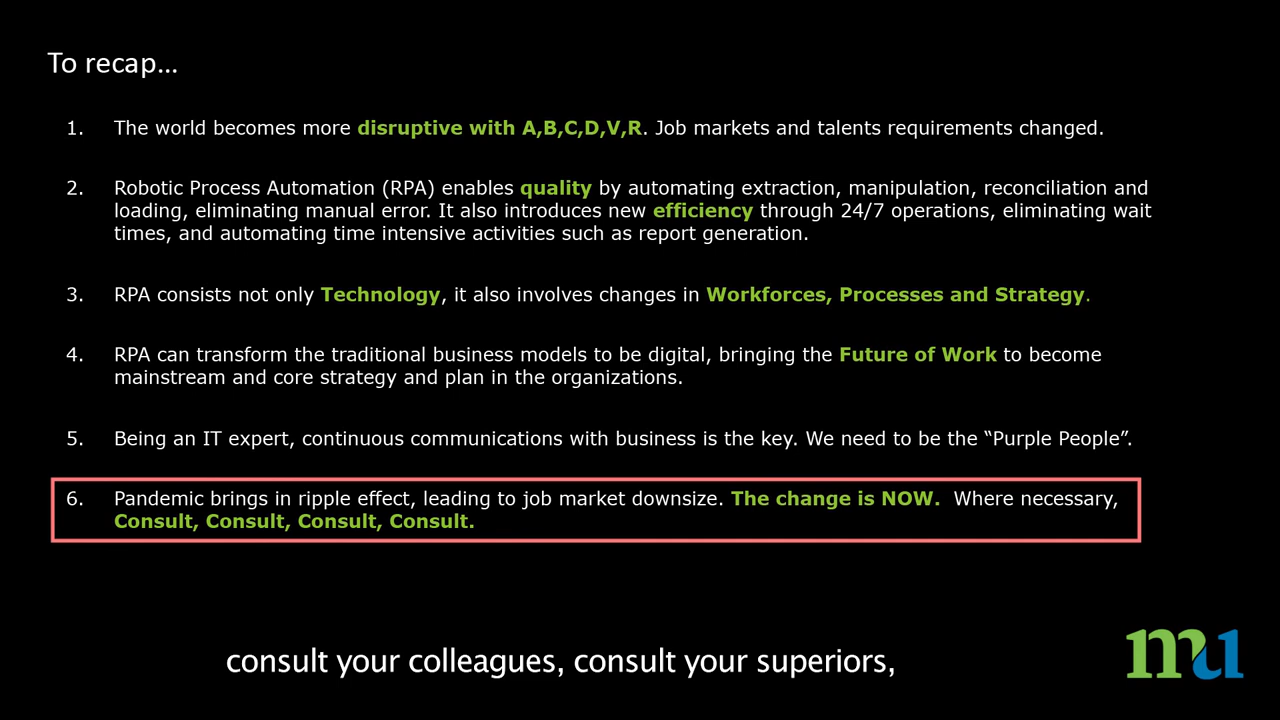 To recap...
1. The world becomes more disruptive with A,B,C,D,V,R. Job markets and talents requirements changed.
2. Robotic Process Automation (RPA) enables quality by automating extraction, manipulation, reconciliation and
loading, eliminating manual error. It also introduces new efficiency through 24/7 operations, eliminating wait
times, and automating time intensive activities such as report generation.
3. RPA consists not only Technology, it also involves changes in Workforces, Processes and Strategy.
4. RPA can transform the traditional business models to be digital, bringing the Future of Work to become
mainstream and core strategy and plan in the organizations.
5. Being an IT expert, continuous communications with business is the key. We need to be the “Purple People”.
6. Pandemic brings in ripple effect, leading to job market downsize. The change is NOW.  Where necessary,
Consult, Consult, Consult, Consult.
consult your colleagues, consult your superiors,
mu